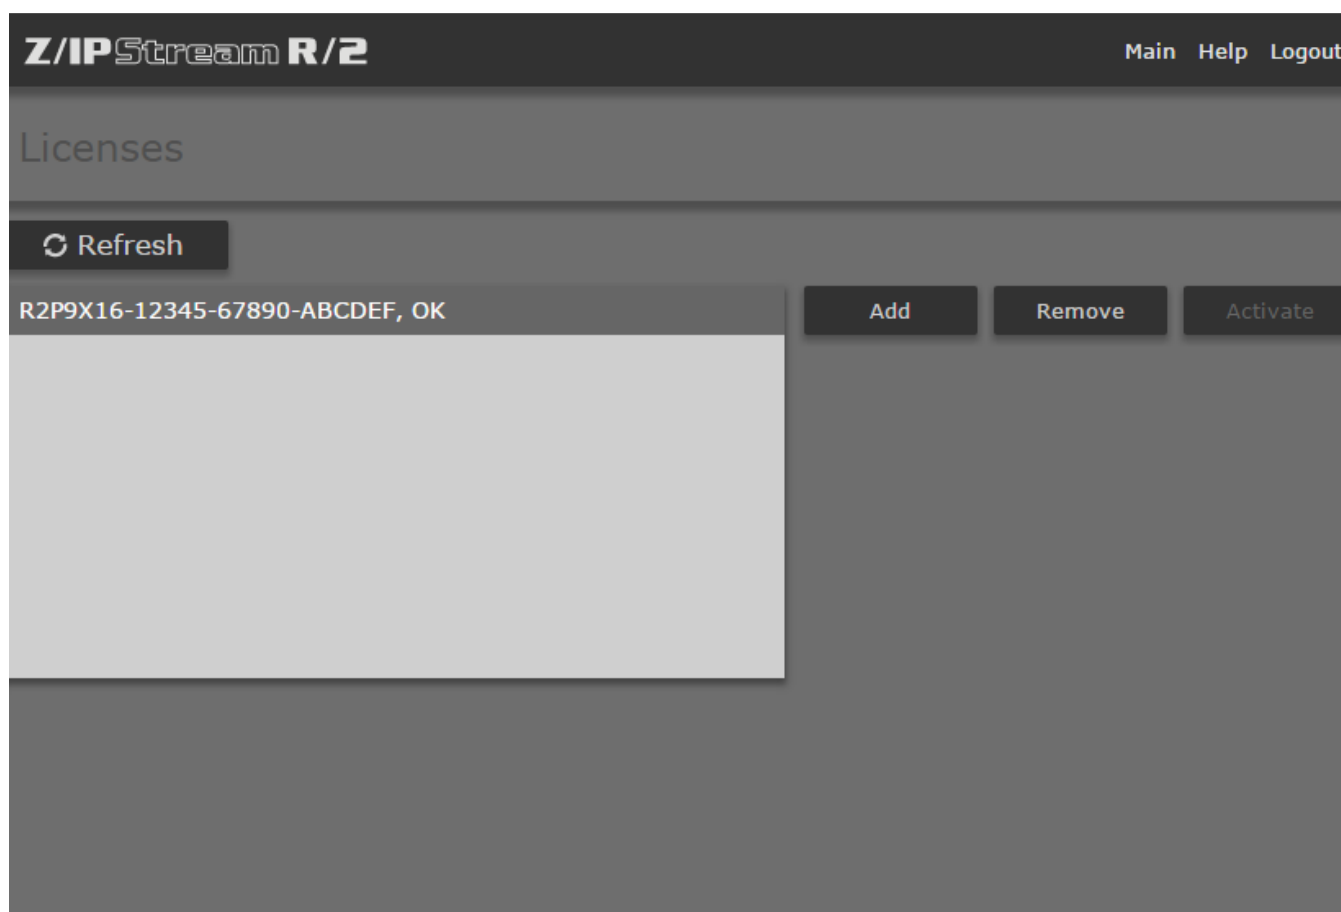 Z/IPStream R/2
Main Help Logout
Licenses
Refresh
R2P9X16-12345-67890-ABCDEF, OK
Add Remove Activate